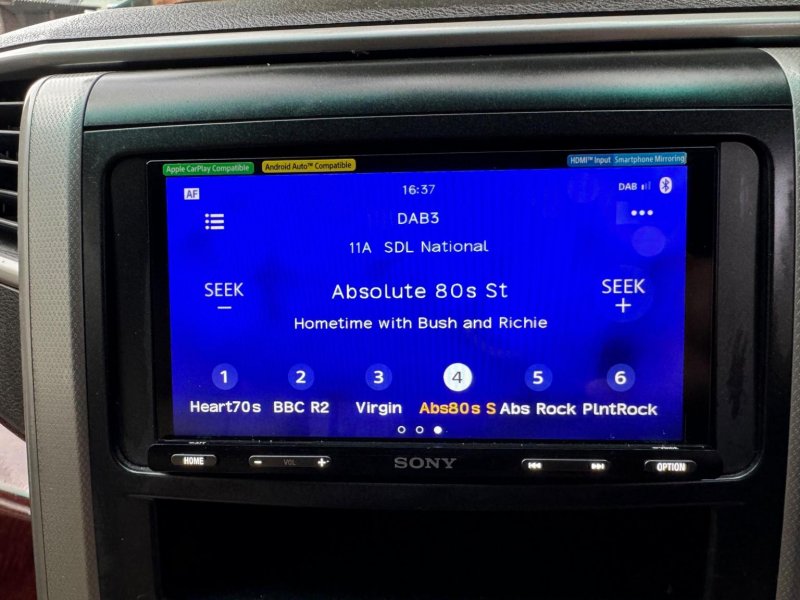 Apple CarPlay Compatible Android Auto™ Compatible HDMI™ Input Smartphone Mirroring
AF 16:37 DAB
DAB3
11A SDL National
SEEK − Absolute 80s St SEEK +
Hometime with Bush and Richie
1 2 3 4 5 6
Heart70s BBC R2 Virgin Abs80s S Abs Rock PlntRock
HOME − VOL + SONY OPTION